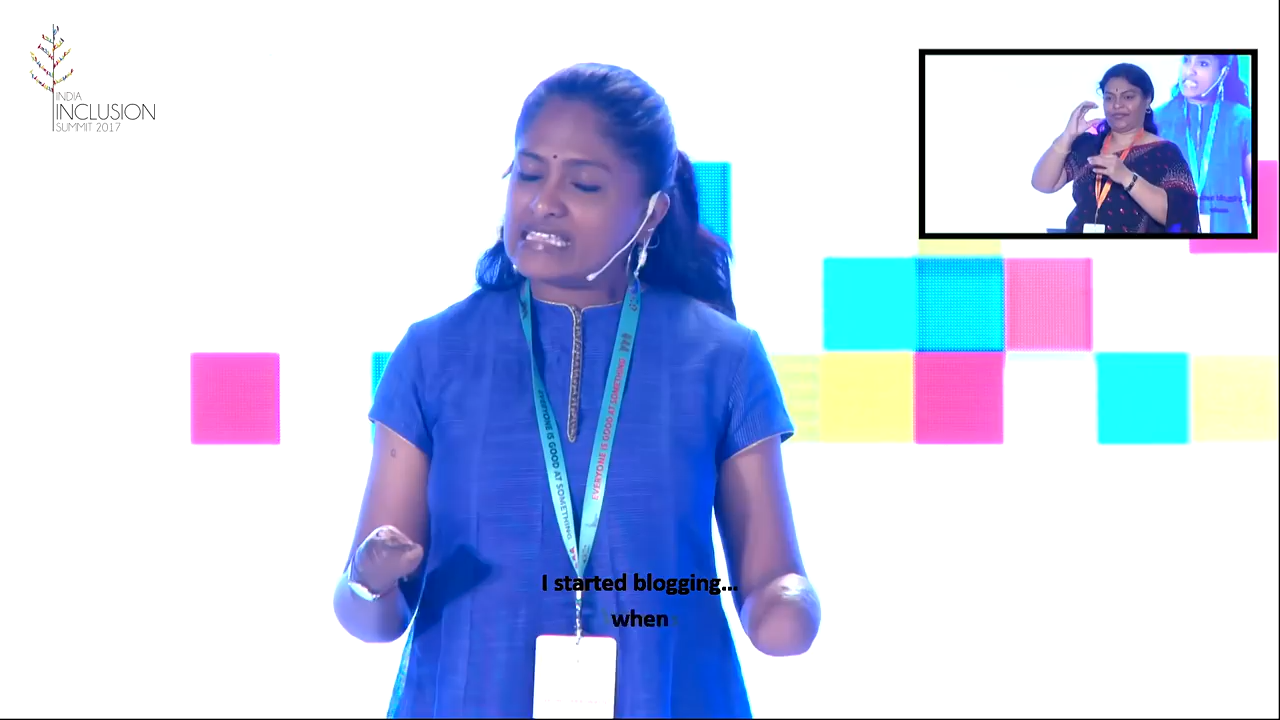 INDIA
INCLUSION
SUMMIT 2017
EVERYONE IS GOOD AT SOMETHING
EVERYONE IS GOOD AT SOMETHING
I started blogging...
when